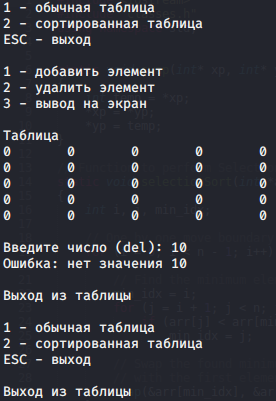 1 - обычная таблица
2 - сортированная таблица
ESC - выход
1 - добавить элемент
2 - удалить элемент
3 - вывод на экран
Таблица
0 0 0 0 0
0 0 0 0 0
0 0 0 0 0
0 0 0 0 0
0 0 0 0 0
Введите число (del): 10
Ошибка: нет значения 10
Выход из таблицы
1 - обычная таблица
2 - сортированная таблица
ESC - выход
Выход из таблицы